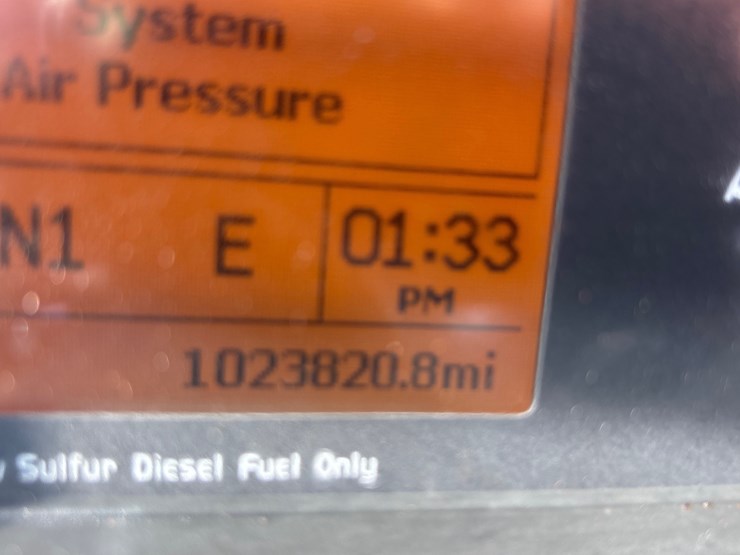 System
Air Pressure
N1 E 01:33
PM
1023820.8mi
Sulfur Diesel Fuel Only